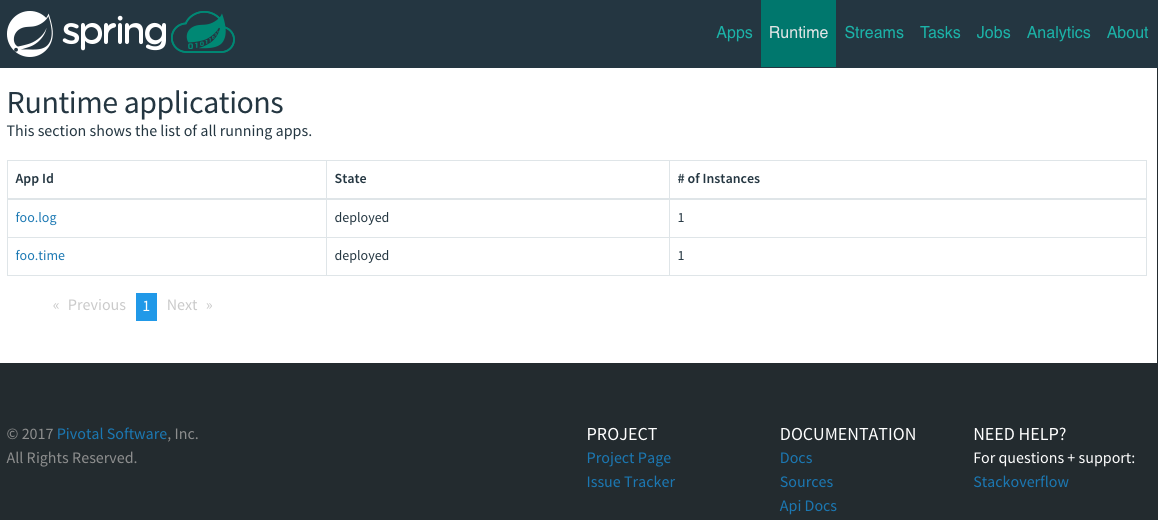 spring
Apps Runtime Streams Tasks Jobs Analytics About
Runtime applications
This section shows the list of all running apps.
App Id State # of Instances
foo.log deployed 1
foo.time deployed 1
« Previous 1 Next »
© 2017 Pivotal Software, Inc.
All Rights Reserved.
PROJECT
Project Page
Issue Tracker
DOCUMENTATION
Docs
Sources
Api Docs
NEED HELP?
For questions + support:
Stackoverflow